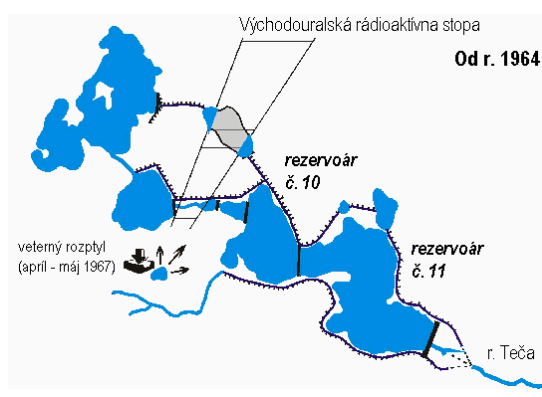 Východouralská rádioaktívna stopa
Od r. 1964
rezervoár
č. 10
veterný rozptyl
(apríl - máj 1967)
rezervoár
č. 11
r. Teča